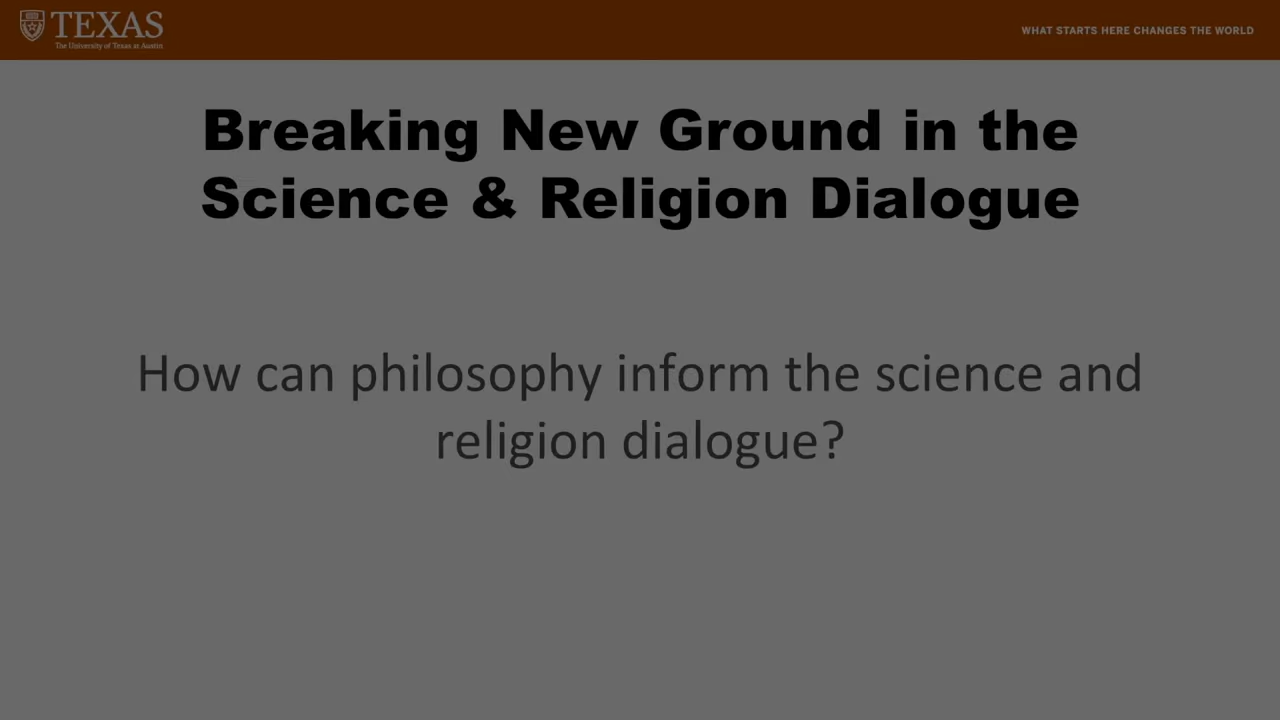 TEXAS
The University of Texas at Austin
WHAT STARTS HERE CHANGES THE WORLD
Breaking New Ground in the
Science & Religion Dialogue
How can philosophy inform the science and
religion dialogue?